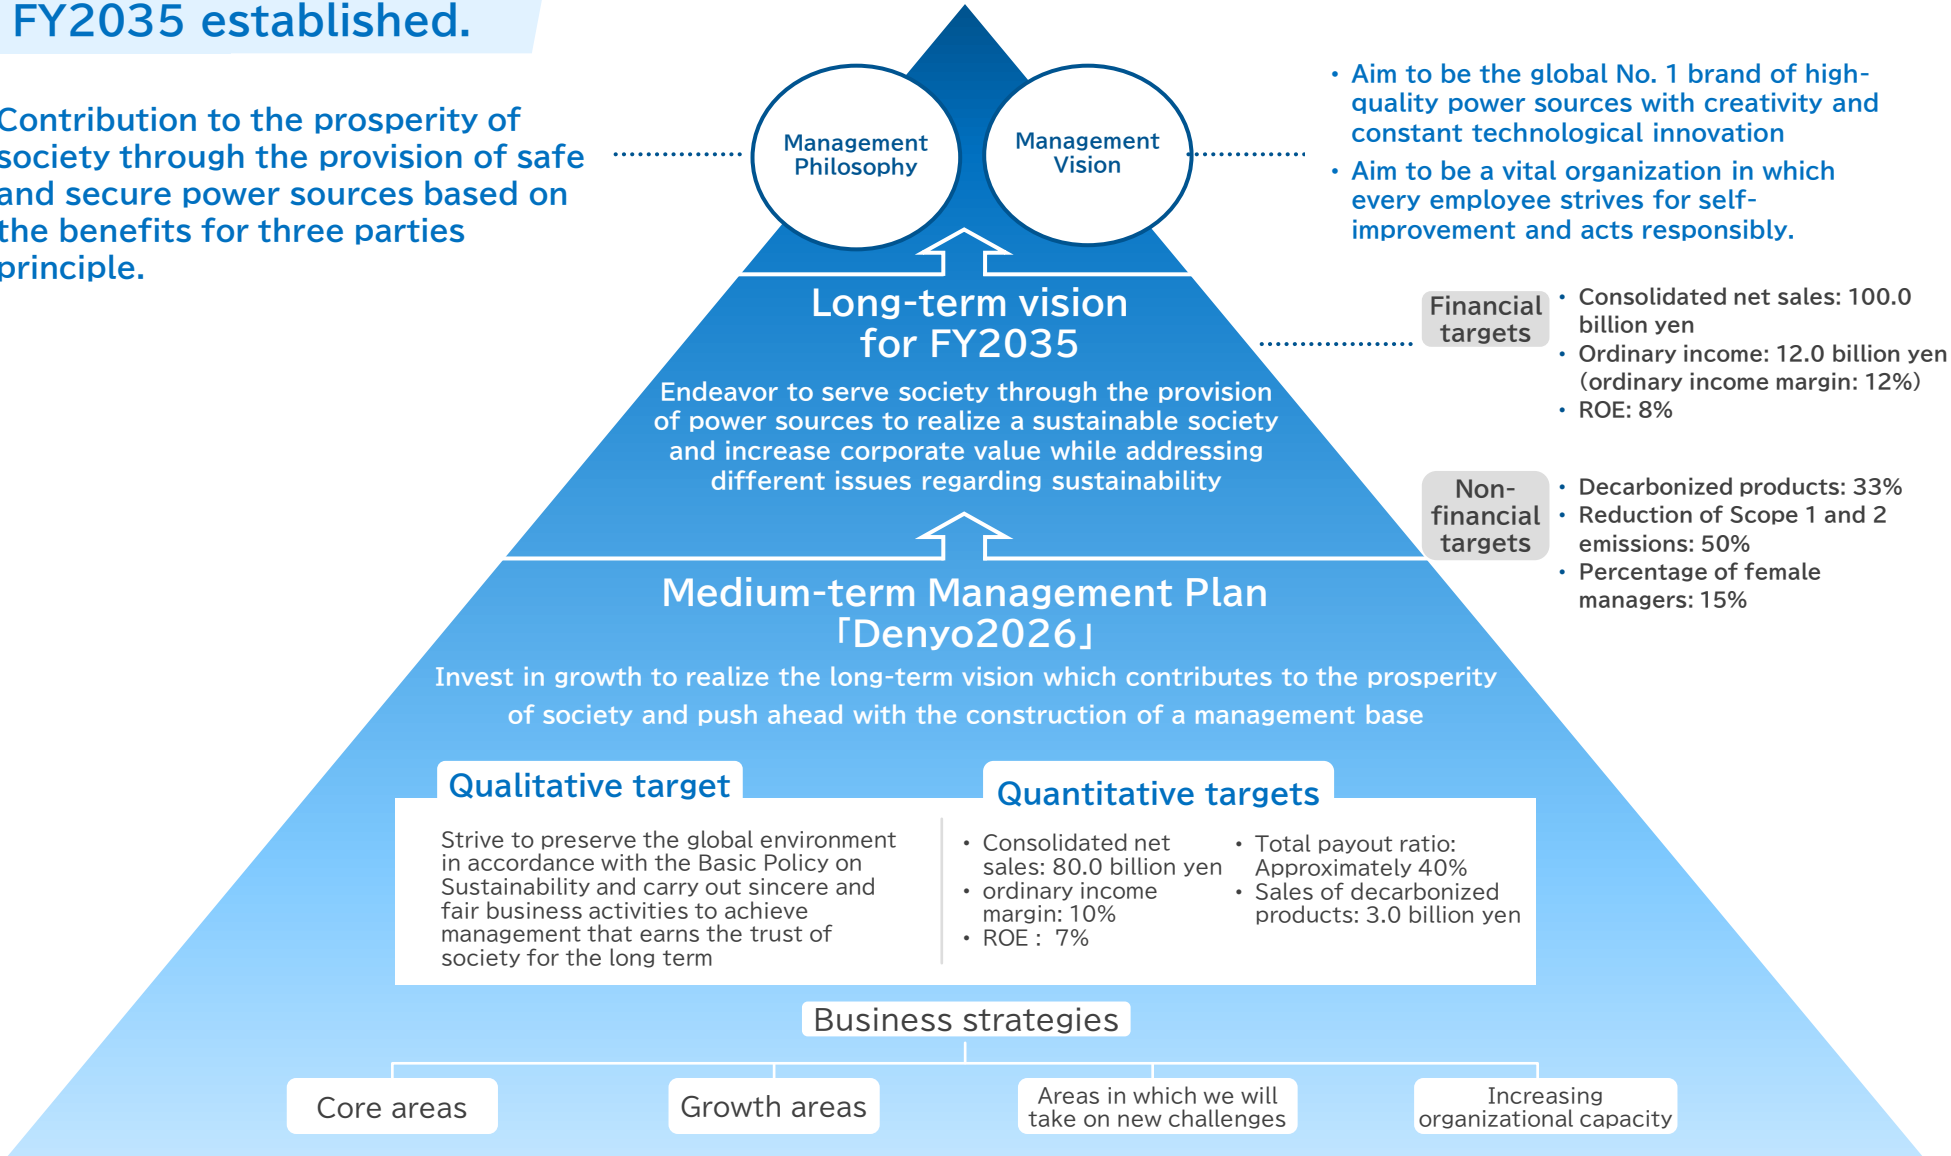 FY2035 established.
Contribution to the prosperity of
society through the provision of safe
and secure power sources based on
the benefits for three parties
principle.
Management
Philosophy
Management
Vision
・ Aim to be the global No. 1 brand of high-
quality power sources with creativity and
constant technological innovation
・ Aim to be a vital organization in which
every employee strives for self-
improvement and acts responsibly.
Long-term vision
for FY2035
Endeavor to serve society through the provision
of power sources to realize a sustainable society
and increase corporate value while addressing
different issues regarding sustainability
Financial
targets
・ Consolidated net sales: 100.0
billion yen
・ Ordinary income: 12.0 billion yen
（ordinary income margin: 12%）
・ ROE: 8%
Non-
financial
targets
・ Decarbonized products: 33%
・ Reduction of Scope 1 and 2
emissions: 50%
・ Percentage of female
managers: 15%
Medium-term Management Plan
「Denyo2026」
Invest in growth to realize the long-term vision which contributes to the prosperity
of society and push ahead with the construction of a management base
Qualitative target
Strive to preserve the global environment
in accordance with the Basic Policy on
Sustainability and carry out sincere and
fair business activities to achieve
management that earns the trust of
society for the long term
Quantitative targets
・ Consolidated net
sales: 80.0 billion yen
・ ordinary income
margin: 10%
・ ROE : 7%
・ Total payout ratio:
Approximately 40%
・ Sales of decarbonized
products: 3.0 billion yen
Business strategies
Core areas
Growth areas
Areas in which we will
take on new challenges
Increasing
organizational capacity